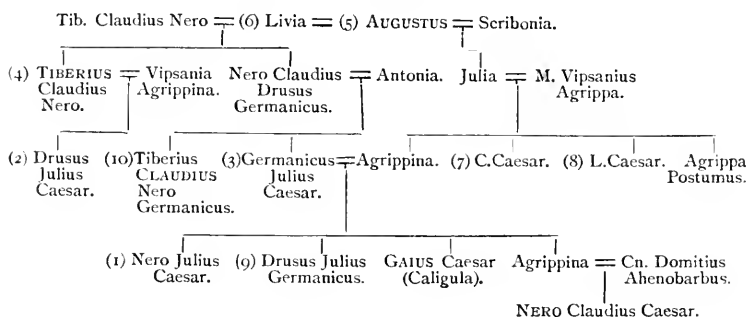 Tib. Claudius Nero = (6) Livia = (5) AUGUSTUS = Scribonia.
(4) TIBERIUS = Vipsania Nero Claudius = Antonia. Julia = M. Vipsanius
Claudius Agrippina. Drusus Agrippa.
Nero. Germanicus.
(2) Drusus (10) Tiberius (3) Germanicus = Agrippina. (7) C. Caesar. (8) L. Caesar. Agrippa
Julius CLAUDIUS Julius Postumus.
Caesar. Nero Caesar.
Germanicus.
(1) Nero Julius (9) Drusus Julius GAIUS Caesar Agrippina = Cn. Domitius
Caesar. Germanicus. (Caligula). Ahenobarbus.
NERO Claudius Caesar.